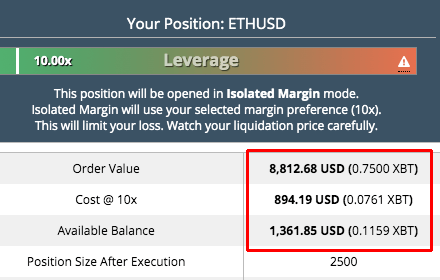 Your Position: ETHUSD
10.00x Leverage
This position will be opened in Isolated Margin mode.
Isolated Margin will use your selected margin preference (10x).
This will limit your loss. Watch your liquidation price carefully.
Order Value 8,812.68 USD (0.7500 XBT)
Cost @ 10x 894.19 USD (0.0761 XBT)
Available Balance 1,361.85 USD (0.1159 XBT)
Position Size After Execution 2500